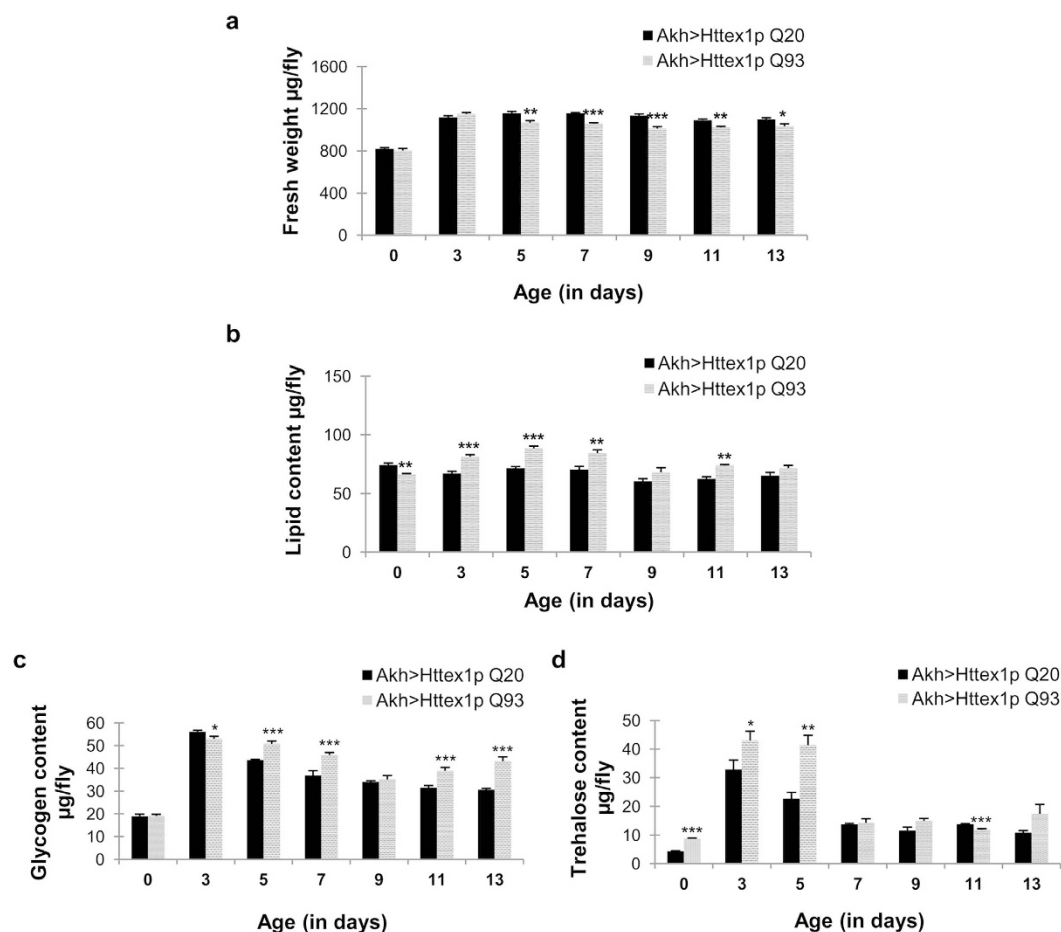 a
Akh>Httex1p Q20
Akh>Httex1p Q93
Fresh weight µg/fly
1600
1200
800
400
0
** *** *** ** *
0 3 5 7 9 11 13
Age (in days)
b
Akh>Httex1p Q20
Akh>Httex1p Q93
Lipid content µg/fly
150
100
50
0
** *** *** ** **
0 3 5 7 9 11 13
Age (in days)
c
Akh>Httex1p Q20
Akh>Httex1p Q93
Glycogen content
µg/fly
60
50
40
30
20
10
0
* *** *** *** ***
0 3 5 7 9 11 13
Age (in days)
d
Akh>Httex1p Q20
Akh>Httex1p Q93
Trehalose content
µg/fly
50
40
30
20
10
0
*** * ** ***
0 3 5 7 9 11 13
Age (in days)